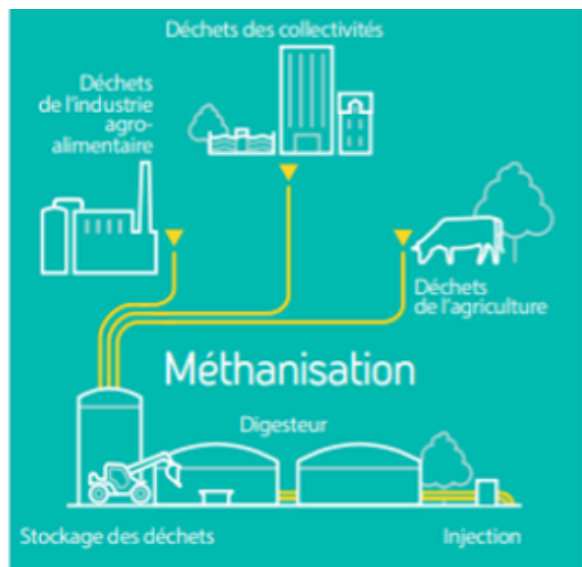 Déchets des collectivités
Déchets
de l'industrie
agro-
alimentaire
Déchets
de l'agriculture
Méthanisation
Digesteur
Stockage des déchets
Injection